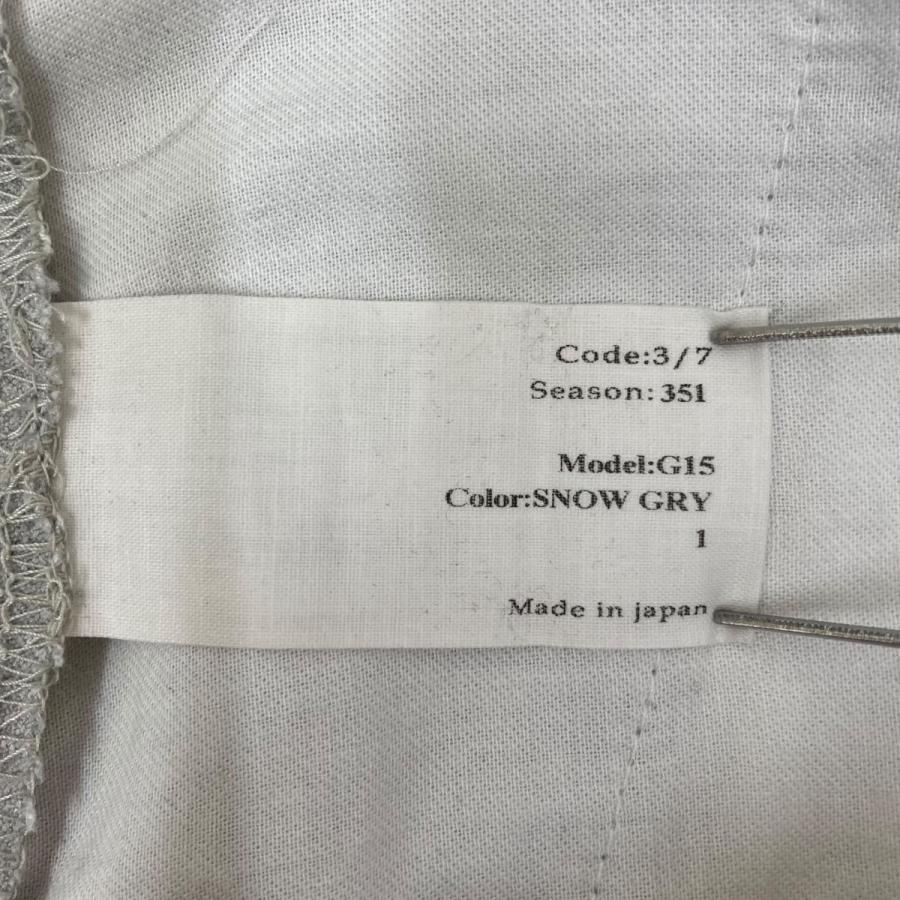 Code:3/7
Season:351
Model:G15
Color:SNOW GRY
1
Made in japan